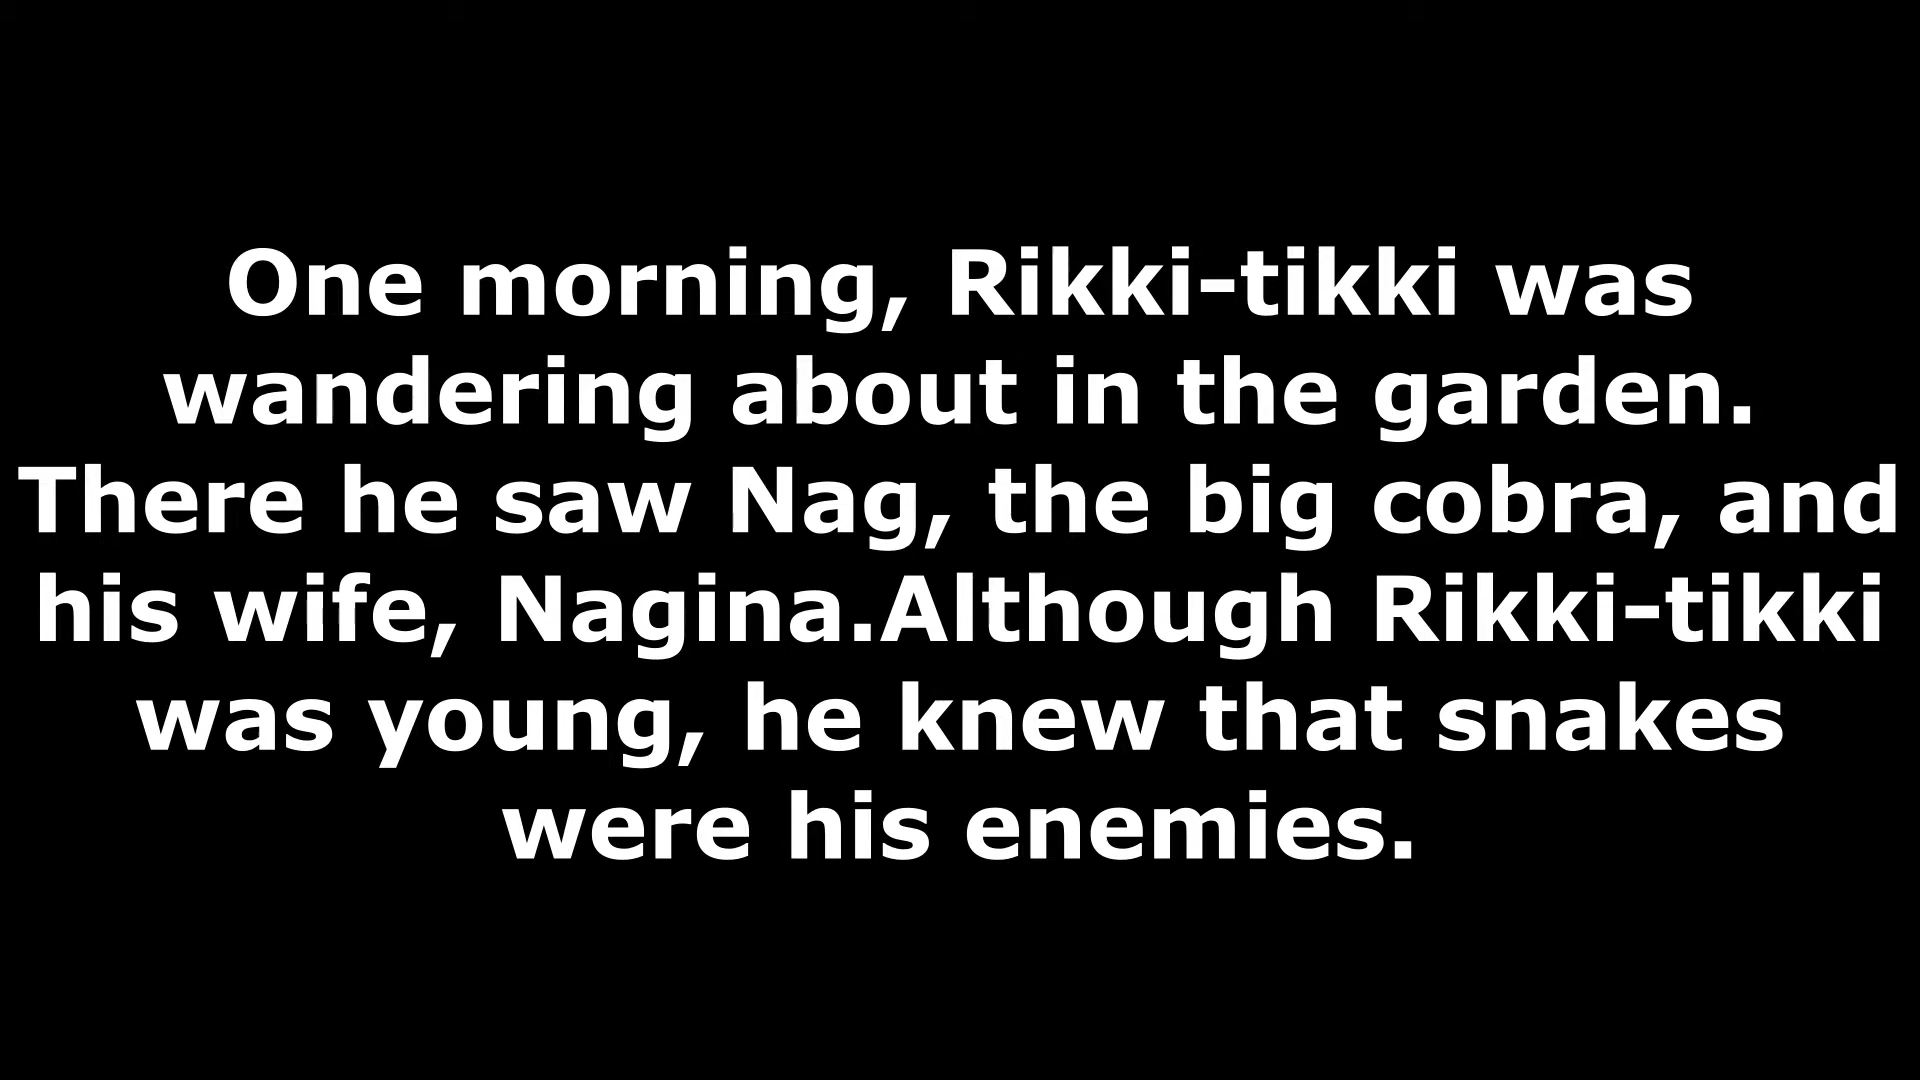 One morning, Rikki-tikki was
wandering about in the garden.
There he saw Nag, the big cobra, and
his wife, Nagina.Although Rikki-tikki
was young, he knew that snakes
were his enemies.